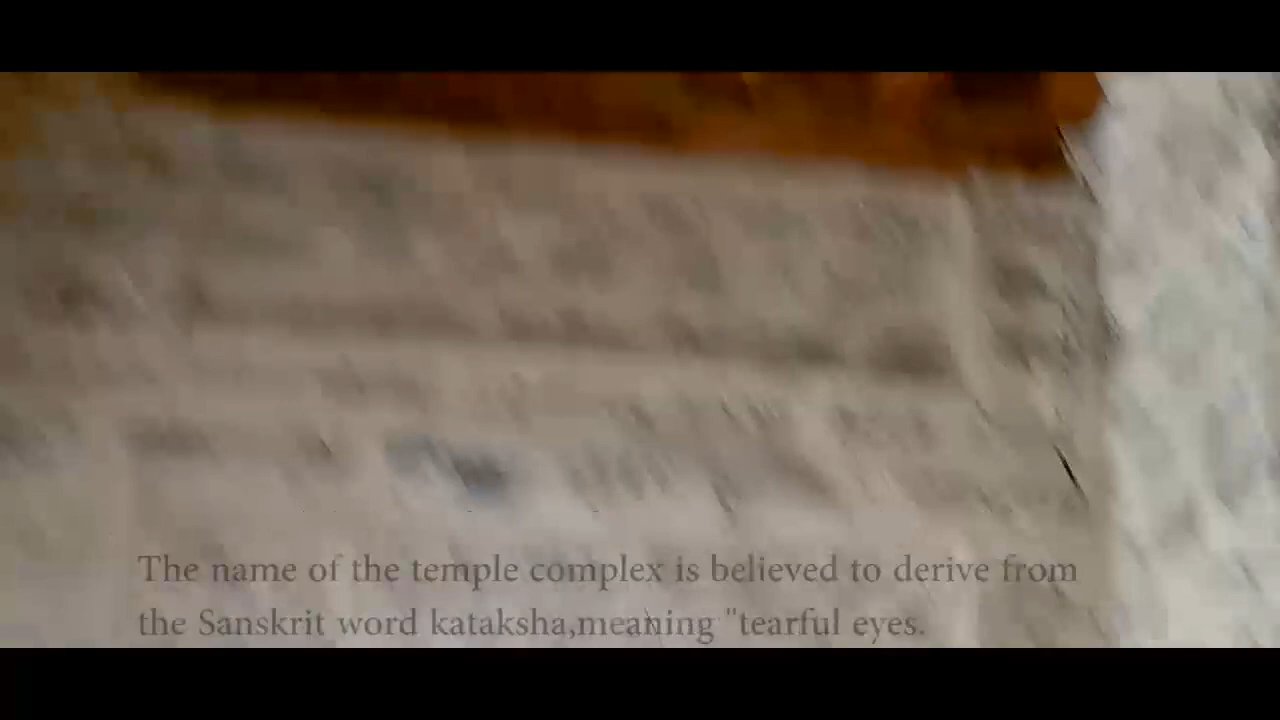 The name of the temple complex is believed to derive from
the Sanskrit word kataksha,meaning "tearful eyes.